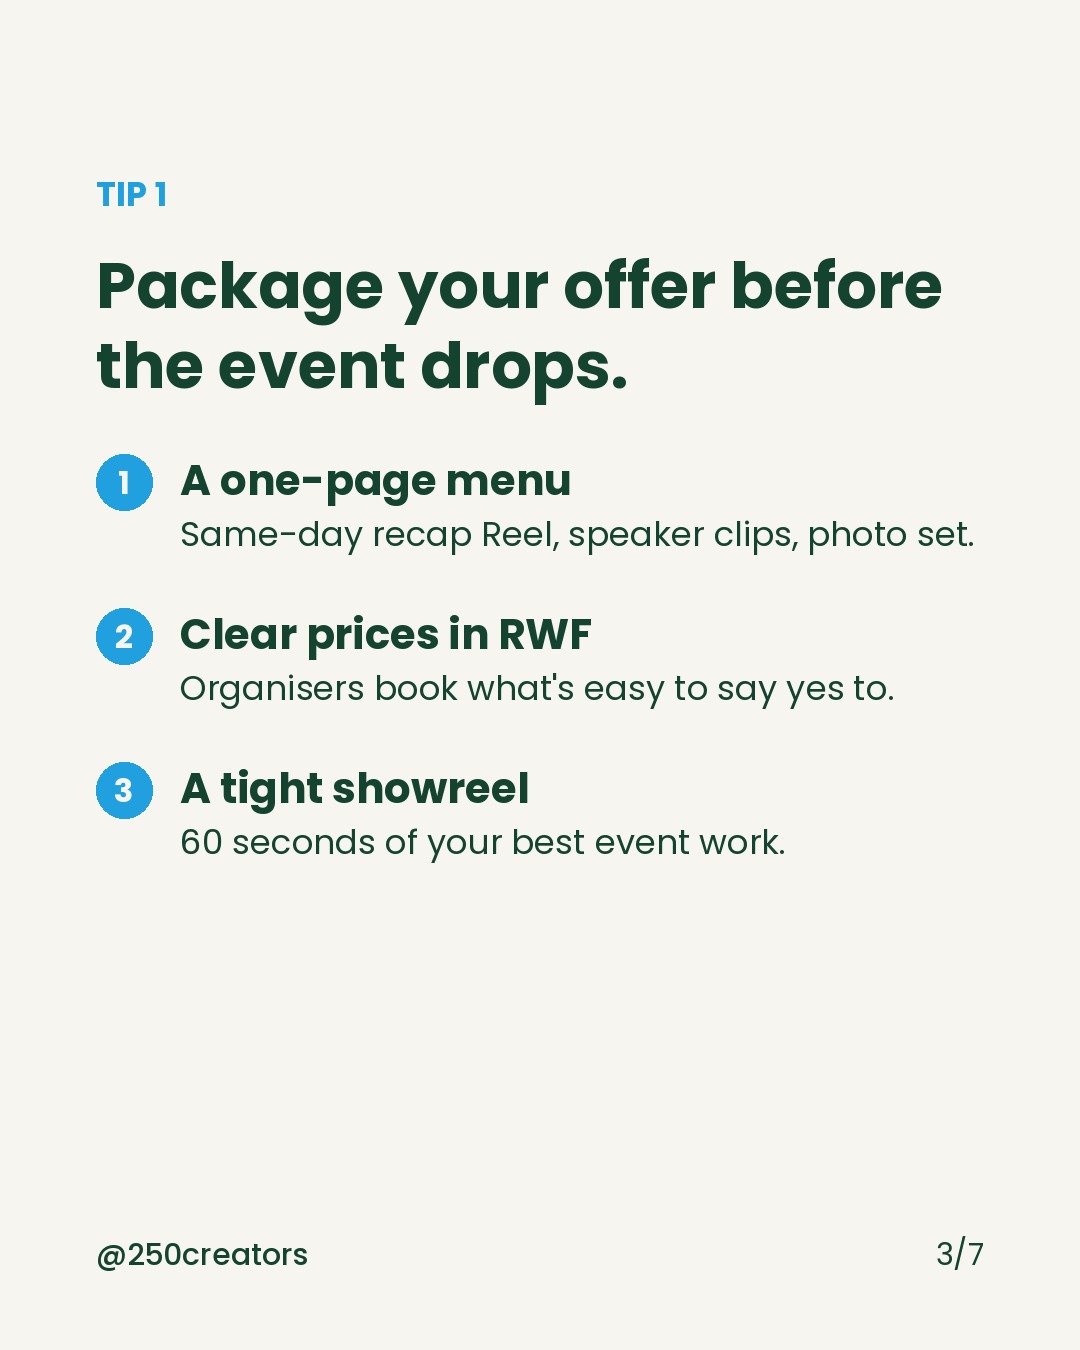 TIP 1
Package your offer before
the event drops.
1 A one-page menu
Same-day recap Reel, speaker clips, photo set.
2 Clear prices in RWF
Organisers book what's easy to say yes to.
3 A tight showreel
60 seconds of your best event work.
@250creators 3/7